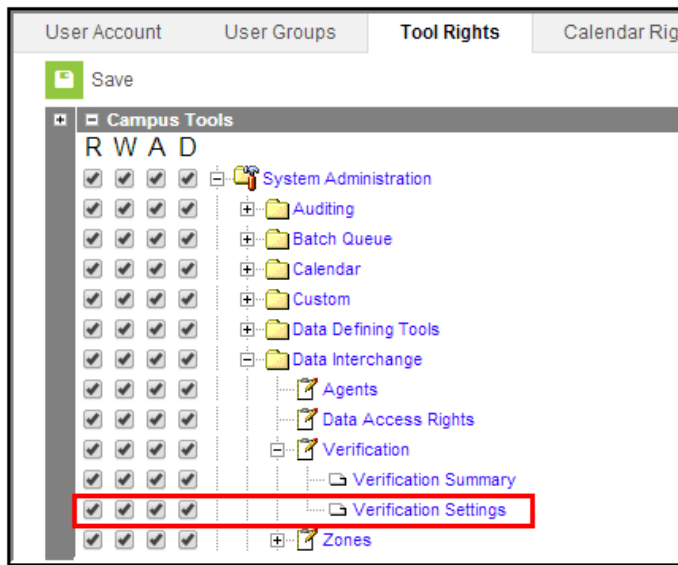 User Account User Groups Tool Rights Calendar Rig
Save
Campus Tools
R W A D
System Administration
Auditing
Batch Queue
Calendar
Custom
Data Defining Tools
Data Interchange
Agents
Data Access Rights
Verification
Verification Summary
Verification Settings
Zones